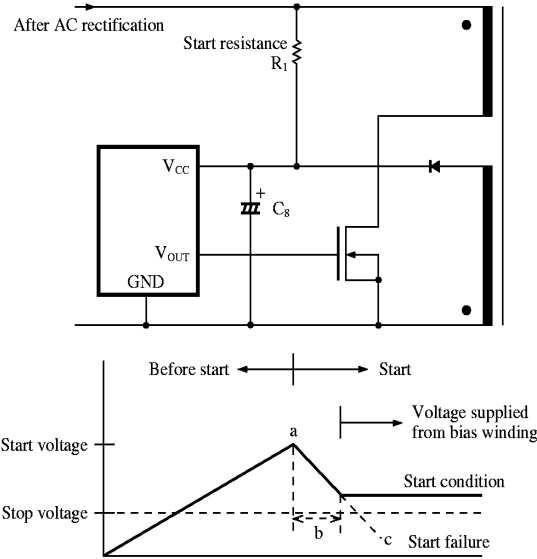 After AC rectification
Start resistance
R1
VCC
+
C8
VOUT
GND
Before start
Start
Voltage supplied
from bias winding
a
Start voltage
Start condition
Stop voltage
b
c
Start failure